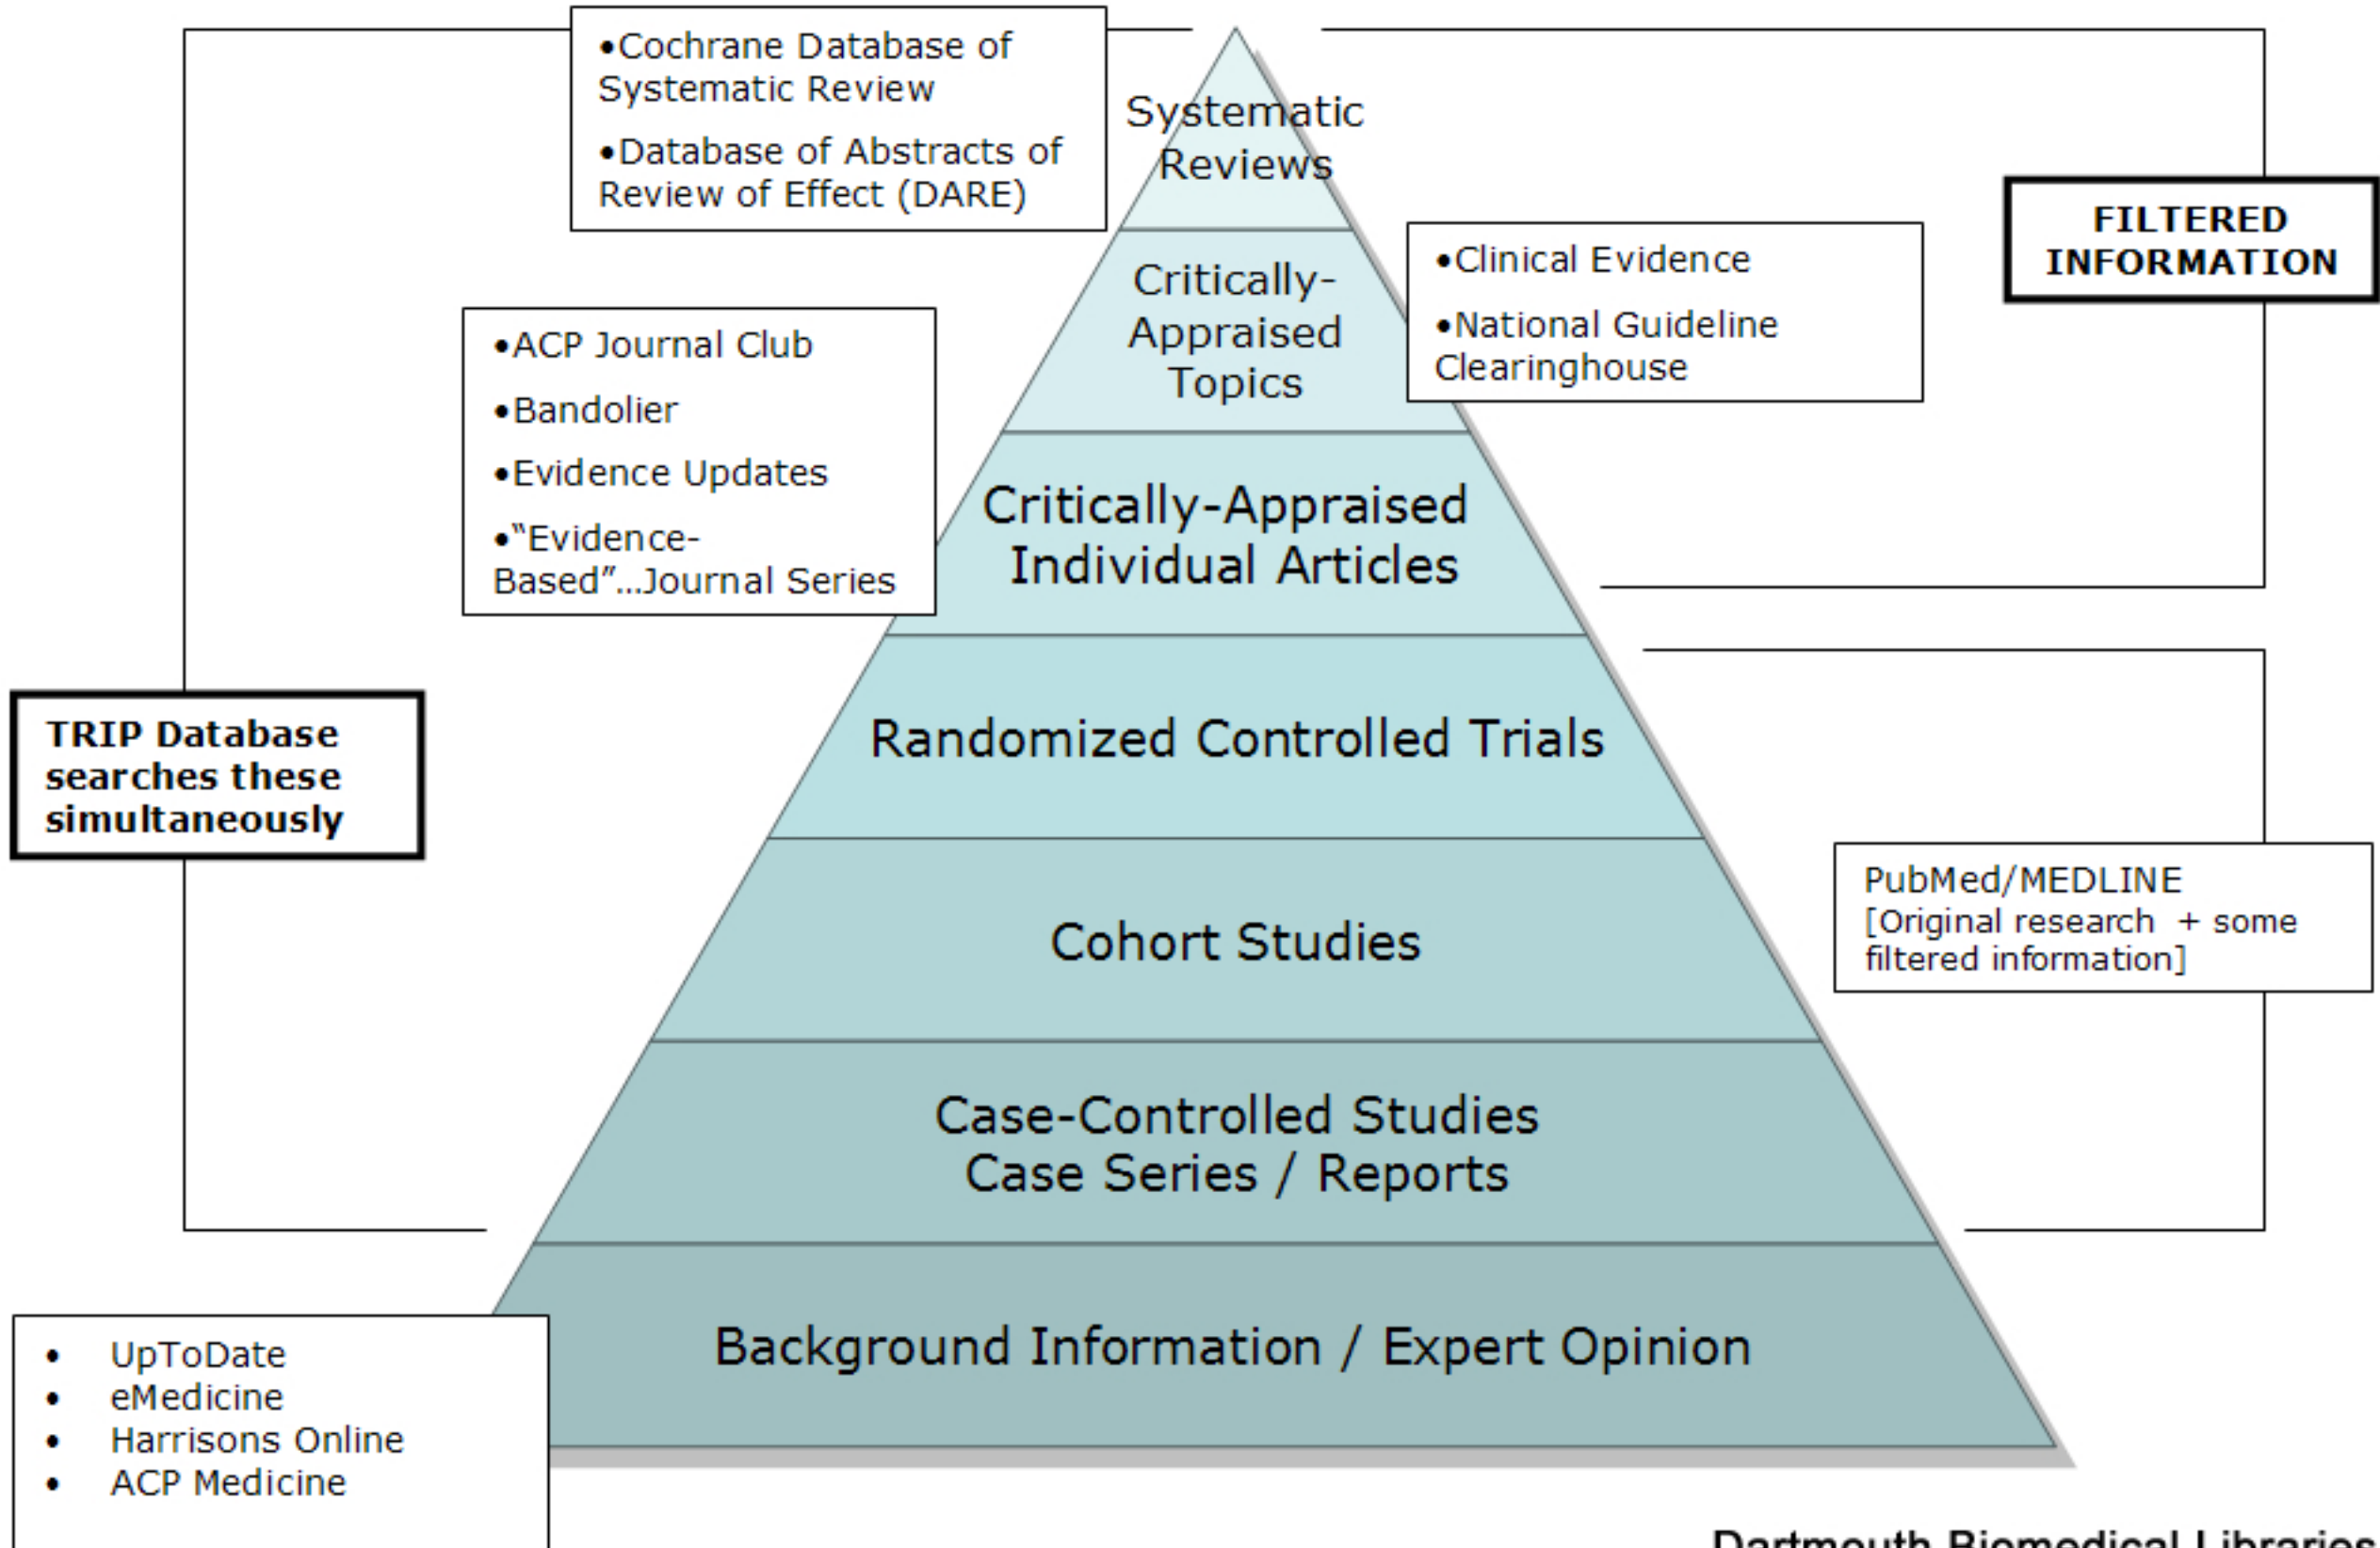 •Cochrane Database of
Systematic Review
•Database of Abstracts of
Review of Effect (DARE)
Systematic
Reviews
FILTERED
INFORMATION
•Clinical Evidence
•National Guideline
Clearinghouse
Critically-
Appraised
Topics
•ACP Journal Club
•Bandolier
•Evidence Updates
•“Evidence-
Based”…Journal Series
Critically-Appraised
Individual Articles
TRIP Database
searches these
simultaneously
Randomized Controlled Trials
Cohort Studies
PubMed/MEDLINE
[Original research + some
filtered information]
Case-Controlled Studies
Case Series / Reports
Background Information / Expert Opinion
• UpToDate
• eMedicine
• Harrisons Online
• ACP Medicine
Dartmouth Biomedical Libraries